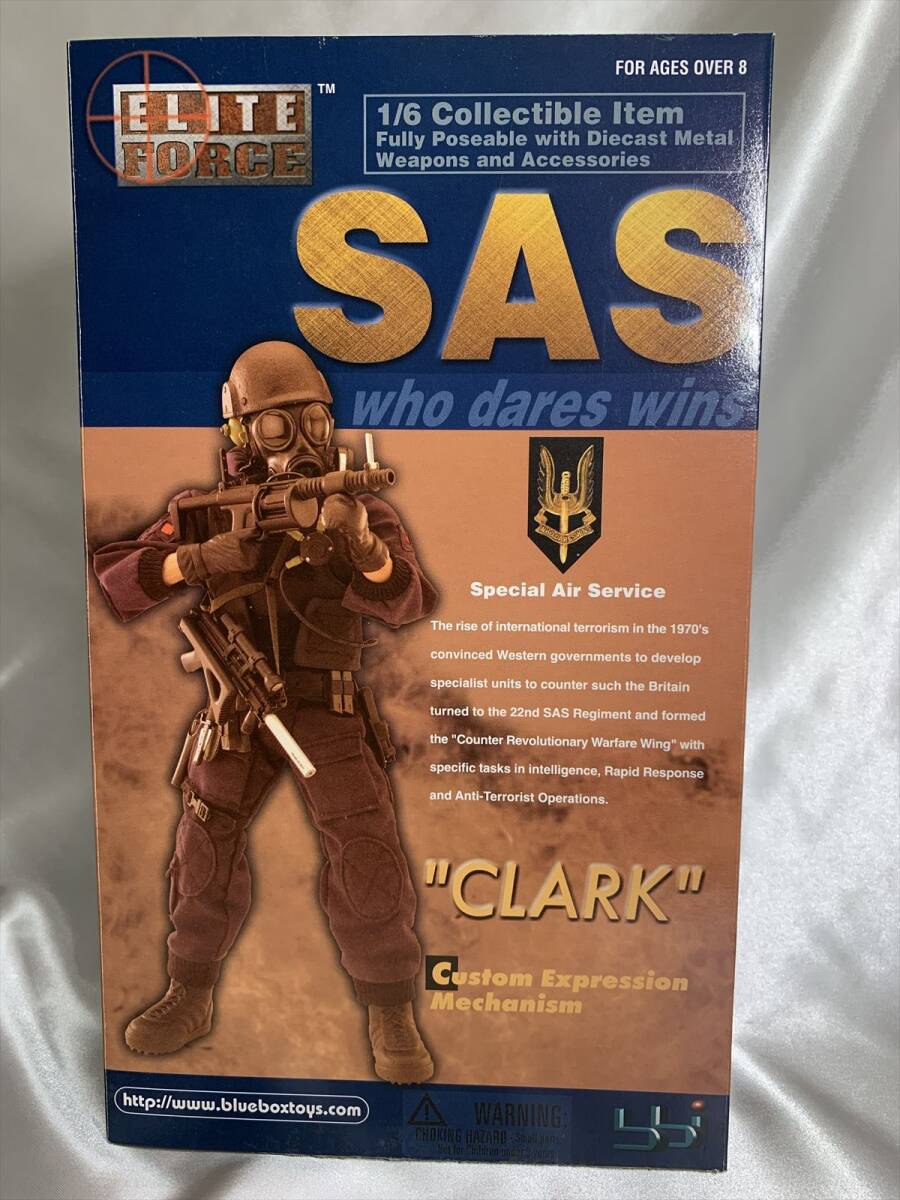 FOR AGES OVER 8
ELITE
FORCE
™
1/6 Collectible Item
Fully Poseable with Diecast Metal
Weapons and Accessories
SAS
who dares wins
Special Air Service
The rise of international terrorism in the 1970's
convinced Western governments to develop
specialist units to counter such the Britain
turned to the 22nd SAS Regiment and formed
the "Counter Revolutionary Warfare Wing" with
specific tasks in intelligence, Rapid Response
and Anti-Terrorist Operations.
"CLARK"
Custom Expression
Mechanism
http://www.blueboxtoys.com
WARNING:
CHOKING HAZARD - Small parts
bbi